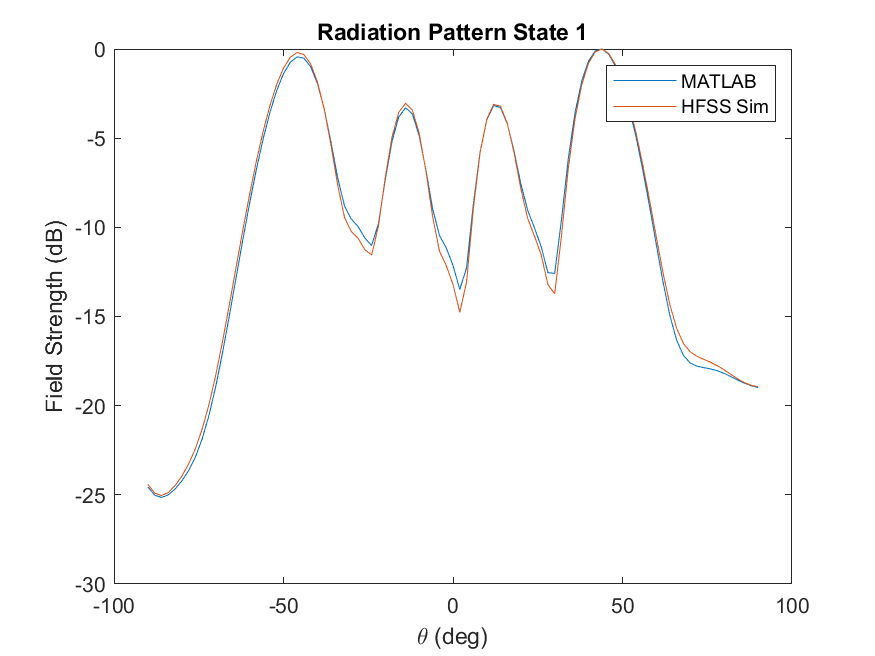 Radiation Pattern State 1
MATLAB
HFSS Sim
Field Strength (dB)
0
-5
-10
-15
-20
-25
-30
-100
-50
0
50
100
θ (deg)